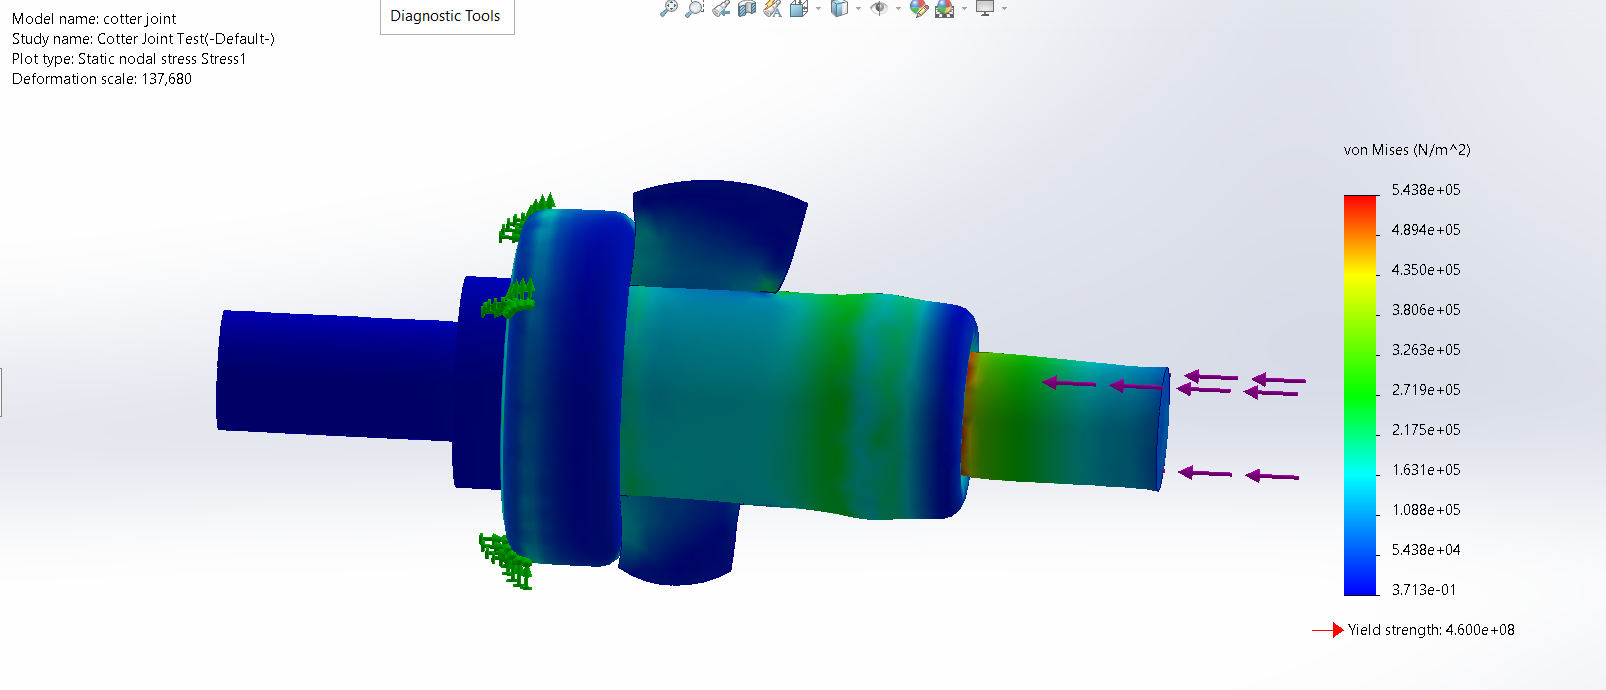 Model name: cotter joint
Study name: Cotter Joint Test(-Default-)
Plot type: Static nodal stress Stress1
Deformation scale: 137,680
Diagnostic Tools
von Mises (N/m^2)
5.438e+05
4.894e+05
4.350e+05
3.806e+05
3.263e+05
2.719e+05
2.175e+05
1.631e+05
1.088e+05
5.438e+04
3.713e-01
Yield strength: 4.600e+08